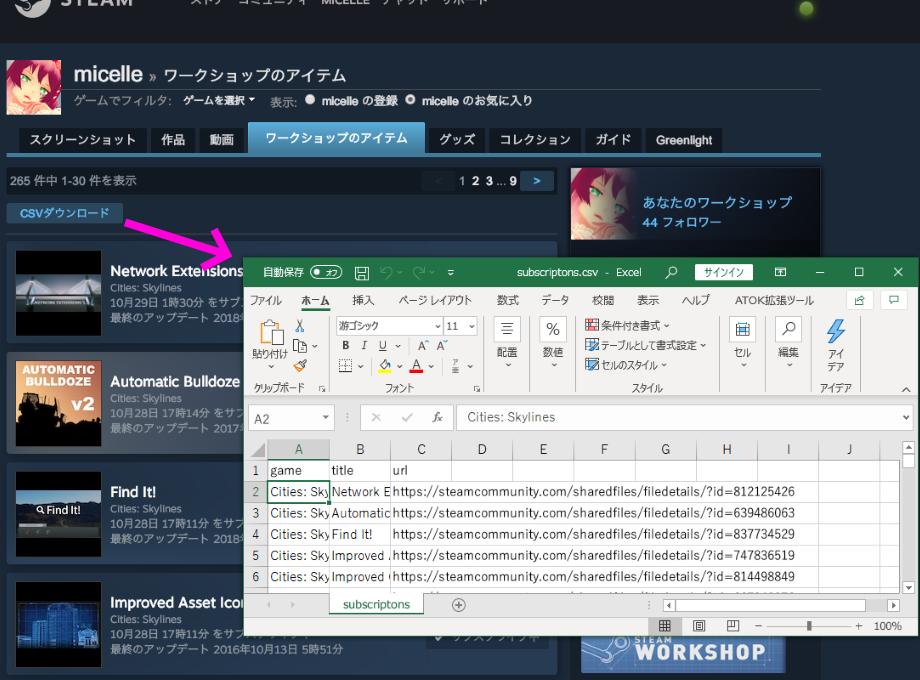 STEAM
MICELLE
micelle » ワークショップのアイテム
ゲームでフィルタ: ゲームを選択 表示: micelle の登録 micelle のお気に入り
スクリーンショット 作品 動画 ワークショップのアイテム グッズ コレクション ガイド Greenlight
265 件中 1-30 件を表示 < 1 2 3 ... 9 >
CSVダウンロード
あなたのワークショップ
44 フォロワー
NETWORK EXTENSIONS
Network Extensions
Cities: Skylines
10月29日 1時30分 をサブ
最終のアップデート 2018
AUTOMATIC
BULLDOZE
v2
Automatic Bulldoze
Cities: Skylines
10月28日 17時14分 をサブ
最終のアップデート 2017
Find It!
Find It!
Cities: Skylines
10月28日 17時11分 をサブ
最終のアップデート 2018
Improved Asset Icon
Cities: Skylines
10月28日 17時11分 をサブ
最終のアップデート 2016年10月13日 5時51分
自動保存 オフ subscriptons.csv - Excel サインイン
ファイル ホーム 挿入 ページ レイアウト 数式 データ 校閲 表示 ヘルプ ATOK拡張ツール
貼り付け
クリップボード
游ゴシック 11
B I U A A
A
フォント
配置
%
数値
条件付き書式
テーブルとして書式設定
セルのスタイル
スタイル
セル
編集
アイ
デア
アイデア
A2 fx Cities: Skylines
A B C D E F G H I J
1 game title url
2 Cities: Sky Network E https://steamcommunity.com/sharedfiles/filedetails/?id=812125426
3 Cities: Sky Automatic https://steamcommunity.com/sharedfiles/filedetails/?id=639486063
4 Cities: Sky Find It! https://steamcommunity.com/sharedfiles/filedetails/?id=837734529
5 Cities: Sky Improved https://steamcommunity.com/sharedfiles/filedetails/?id=747836519
6 Cities: Sky Improved https://steamcommunity.com/sharedfiles/filedetails/?id=814498849
subscriptons
100%
STEAM
WORKSHOP